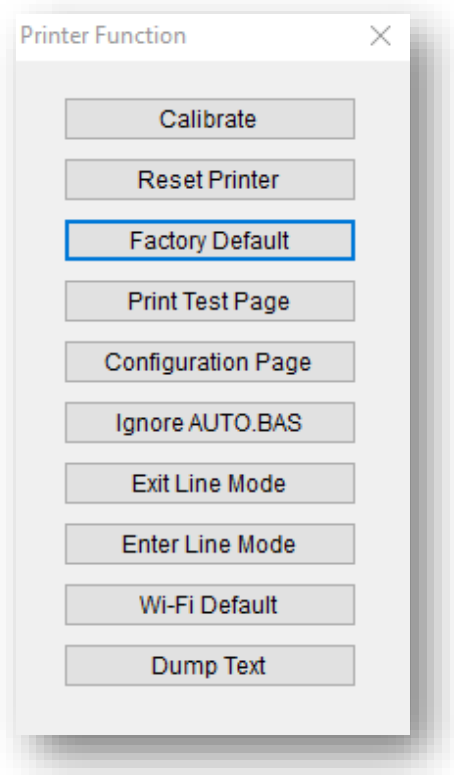 Printer Function
Calibrate
Reset Printer
Factory Default
Print Test Page
Configuration Page
Ignore AUTO.BAS
Exit Line Mode
Enter Line Mode
Wi-Fi Default
Dump Text